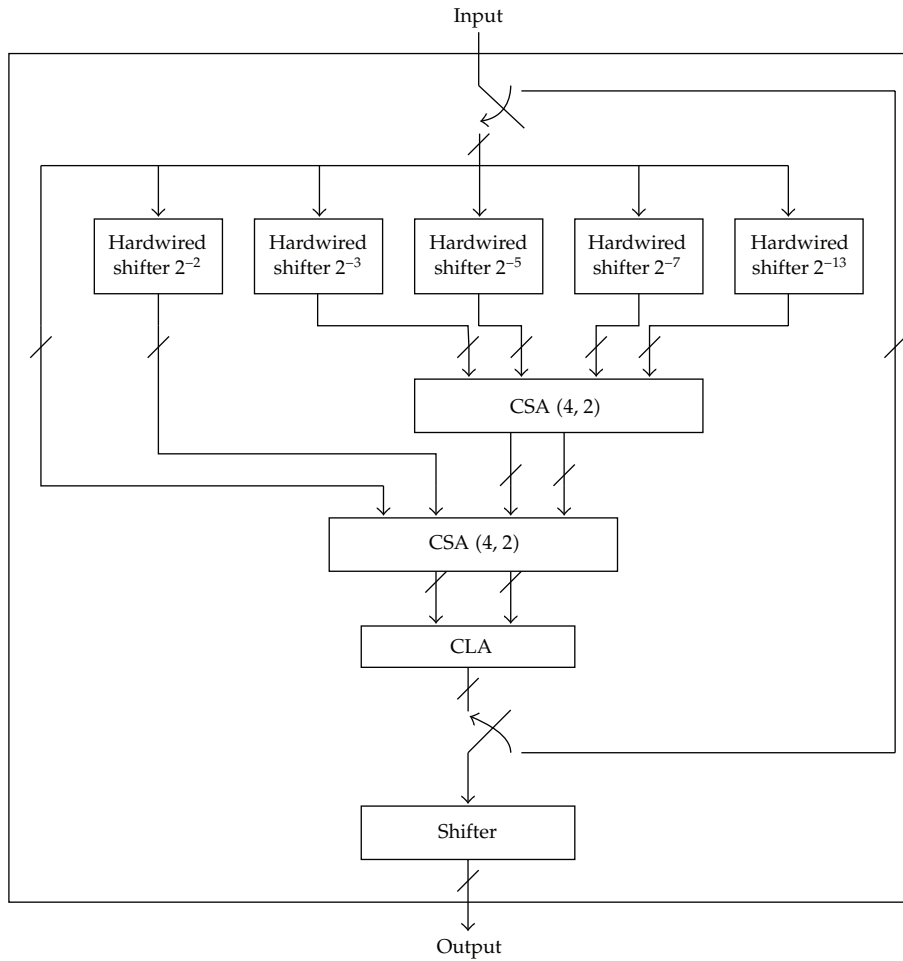 Input
Hardwired
shifter 2⁻²
Hardwired
shifter 2⁻³
Hardwired
shifter 2⁻⁵
Hardwired
shifter 2⁻⁷
Hardwired
shifter 2⁻¹³
CSA (4, 2)
CSA (4, 2)
CLA
Shifter
Output